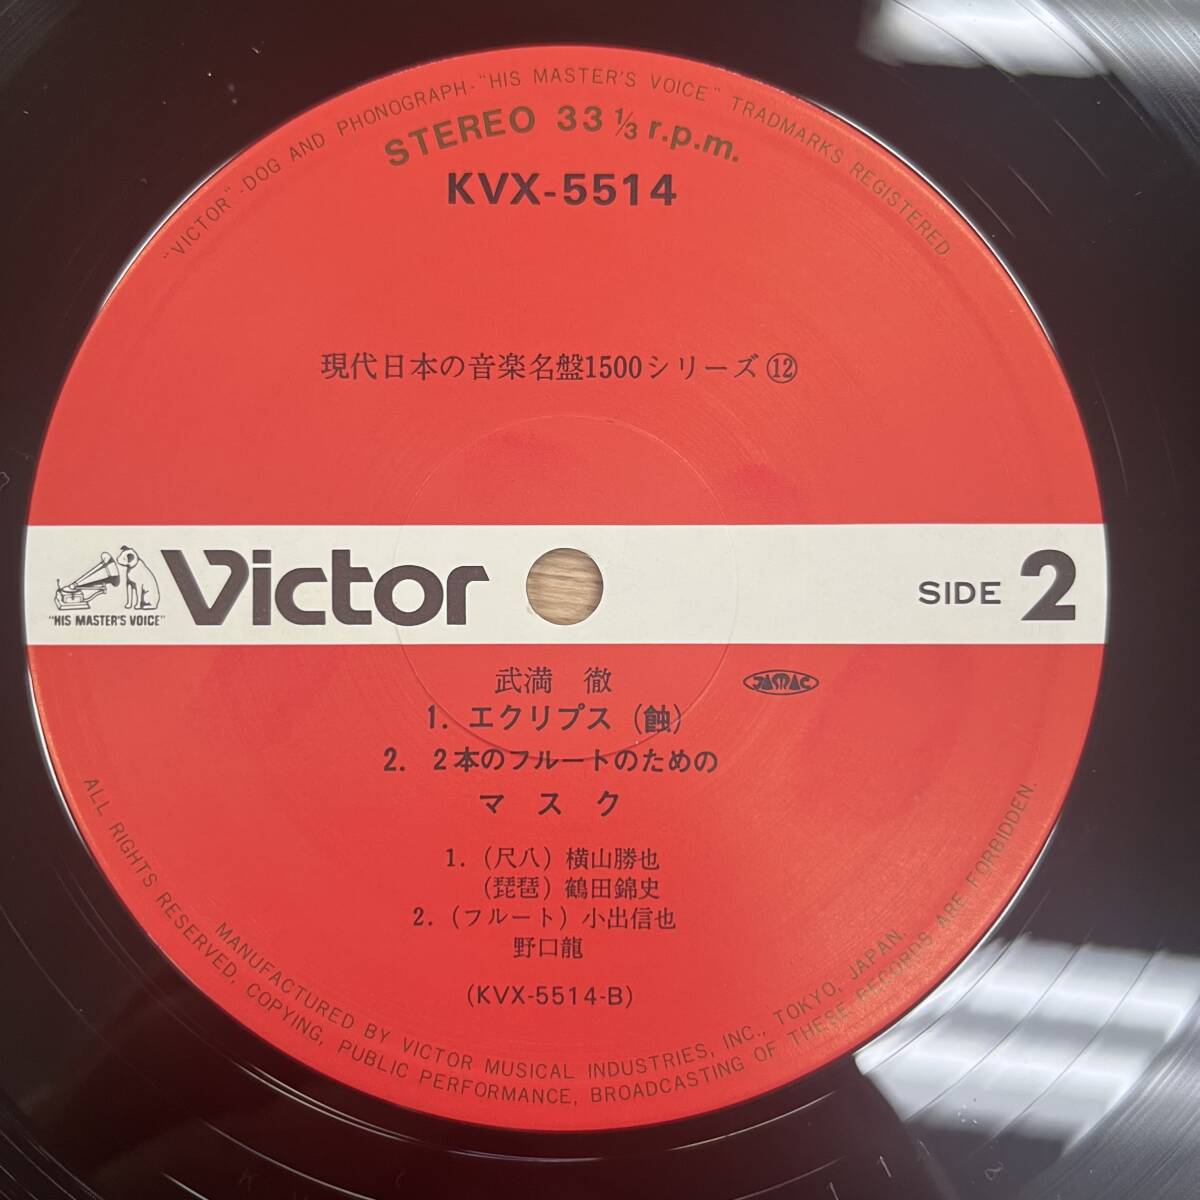 "VICTOR"-DOG AND PHONOGRAPH-"HIS MASTER'S VOICE" TRADMARKS REGISTERED.
STEREO 33 1/3 r.p.m.
KVX-5514
現代日本の音楽名盤1500シリーズ⑫
"HIS MASTER'S VOICE"
Victor
SIDE 2
武満 徹
JASRAC
1. エクリプス（蝕）
2. 2本のフルートのための
マスク
1.（尺八）横山勝也
（琵琶）鶴田錦史
2.（フルート）小出信也
野口龍
(KVX-5514-B)
MANUFACTURED BY VICTOR MUSICAL INDUSTRIES, INC., TOKYO, JAPAN.
ALL RIGHTS RESERVED, COPYING, PUBLIC PERFORMANCE, BROADCASTING OF THESE RECORDS ARE FORBIDDEN.